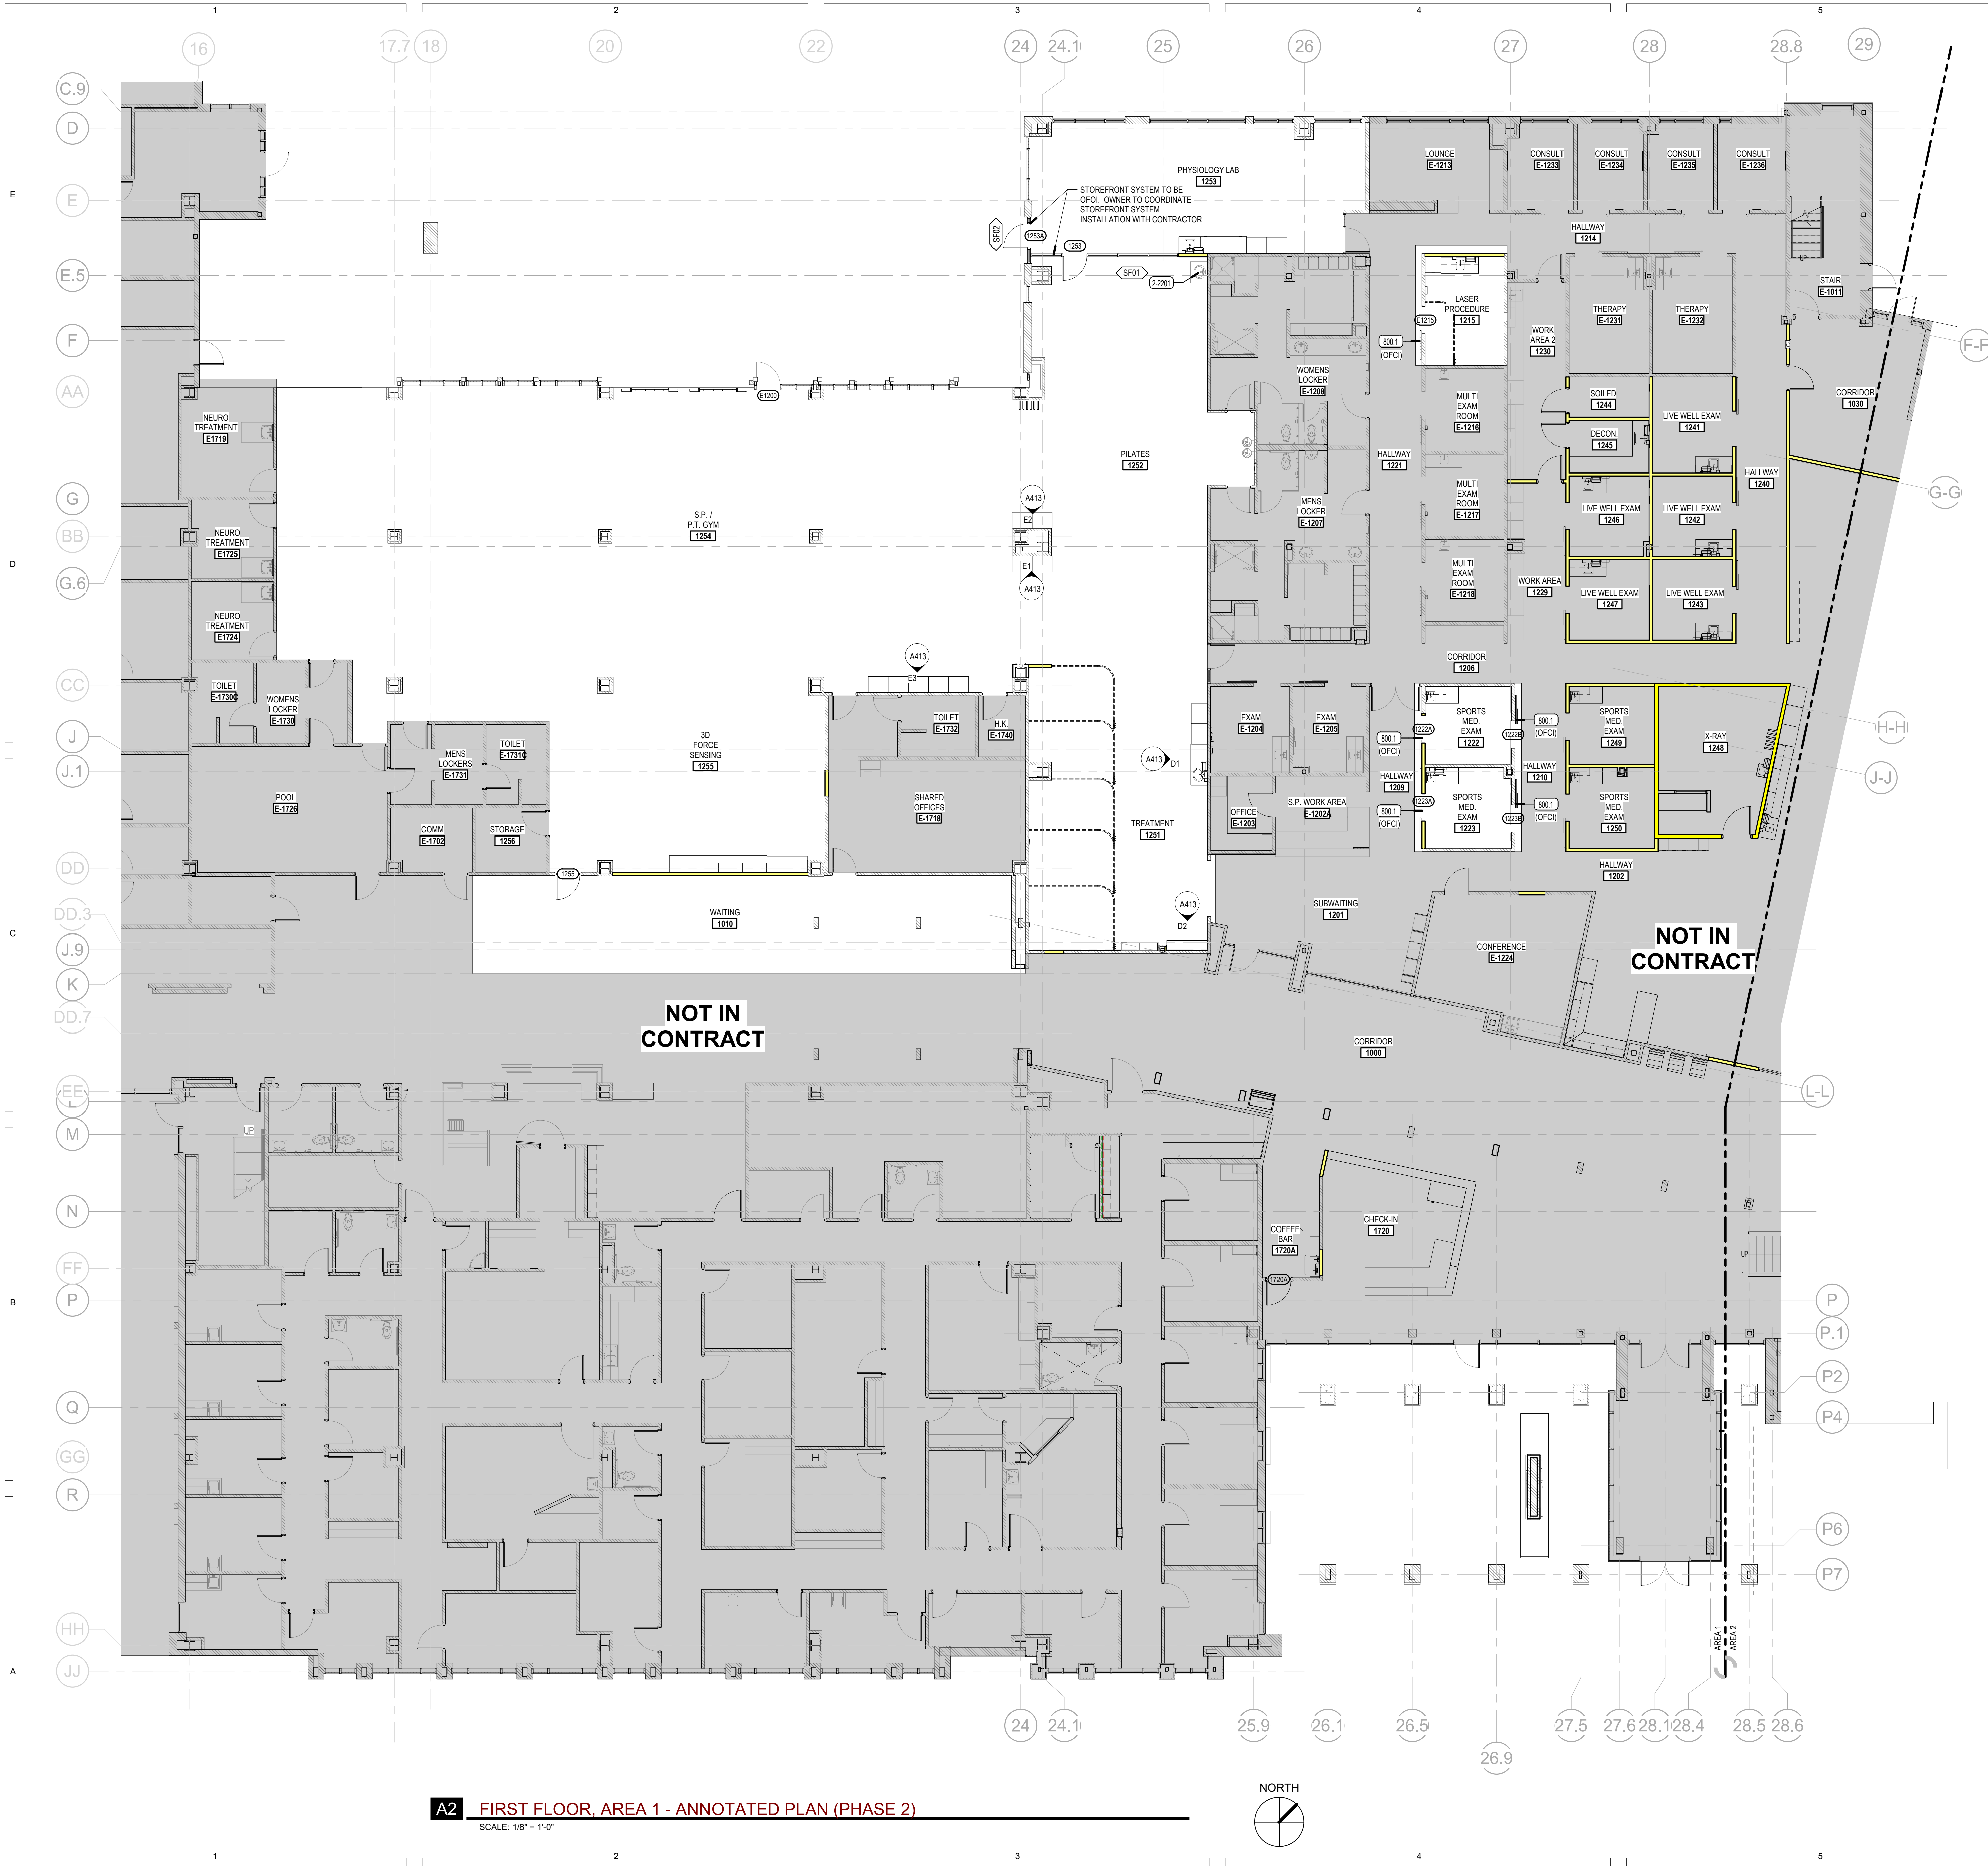 1
2
3
4
5
16
17.7
18
20
22
24
24.1
25
26
27
28
28.8
29
C.9
D
E
E.5
F
AA
G
BB
G.6
CC
J
J.1
DD
DD.3
J.9
K
DD.7
EE
L
M
N
FF
P
Q
GG
R
HH
JJ
E
D
C
B
A
PHYSIOLOGY LAB
1253
STOREFRONT SYSTEM TO BE
OFOI. OWNER TO COORDINATE
STOREFRONT SYSTEM
INSTALLATION WITH CONTRACTOR
SF02
1253A
1253
SF01
2-2201
LOUNGE
E-1213
CONSULT
E-1233
CONSULT
E-1234
CONSULT
E-1235
CONSULT
E-1236
HALLWAY
1214
STAIR
E-1011
LASER
PROCEDURE
1215
E1215
800.1
(OFCI)
WORK
AREA 2
1230
THERAPY
E-1231
THERAPY
E-1232
F-F
WOMENS
LOCKER
E-1208
E1200
NEURO
TREATMENT
E1719
MULTI
EXAM
ROOM
E-1216
SOILED
1244
LIVE WELL EXAM
1241
DECON.
1245
CORRIDOR
1030
PILATES
1252
HALLWAY
1221
HALLWAY
1240
G-G
S.P. /
P.T. GYM
1254
A413
E2
E1
A413
MENS
LOCKER
E-1207
MULTI
EXAM
ROOM
E-1217
LIVE WELL EXAM
1246
LIVE WELL EXAM
1242
NEURO
TREATMENT
E1725
MULTI
EXAM
ROOM
E-1218
WORK AREA
1229
LIVE WELL EXAM
1247
LIVE WELL EXAM
1243
NEURO
TREATMENT
E1724
A413
E3
CORRIDOR
1206
TOILET
E-1730C
WOMENS
LOCKER
E-1730
H-H
TOILET
E-1732
H.K.
E-1740
EXAM
E-1204
EXAM
E-1205
1222A
SPORTS
MED.
EXAM
1222
1222B
800.1
(OFCI)
800.1
(OFCI)
SPORTS
MED.
EXAM
1249
X-RAY
1248
MENS
LOCKERS
E-1731
TOILET
E-1731C
3D
FORCE
SENSING
1255
A413
D1
HALLWAY
1209
HALLWAY
1210
J-J
POOL
E-1726
SHARED
OFFICES
E-1718
OFFICE
E-1203
S.P. WORK AREA
E-1202A
1223A
800.1
(OFCI)
SPORTS
MED.
EXAM
1223
1223B
800.1
(OFCI)
SPORTS
MED.
EXAM
1250
COMM
E-1702
STORAGE
1256
TREATMENT
1251
1255
HALLWAY
1202
WAITING
1010
A413
D2
SUBWAITING
1201
CONFERENCE
E-1224
NOT IN
CONTRACT
NOT IN
CONTRACT
CORRIDOR
1000
L-L
UP
COFFEE
BAR
1720A
CHECK-IN
1720
1720A
UP
P
P.1
P2
P4
P6
P7
AREA 1
AREA 2
24
24.1
25.9
26.1
26.5
26.9
27.5
27.6
28.1
28.4
28.5
28.6
A2
FIRST FLOOR, AREA 1 - ANNOTATED PLAN (PHASE 2)
SCALE: 1/8" = 1'-0"
NORTH
1
2
3
4
5